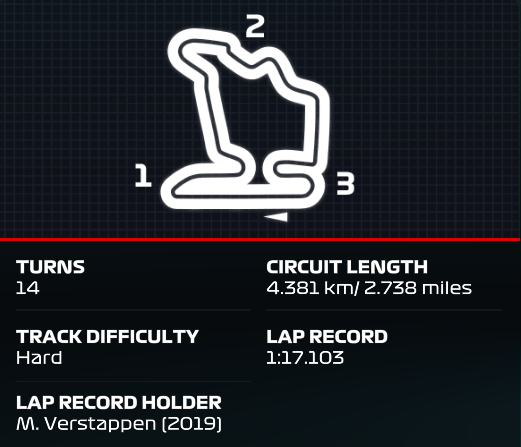 2
1
3
TURNS
14
CIRCUIT LENGTH
4.381 km/ 2.738 miles
TRACK DIFFICULTY
Hard
LAP RECORD
1:17.103
LAP RECORD HOLDER
M. Verstappen (2019)